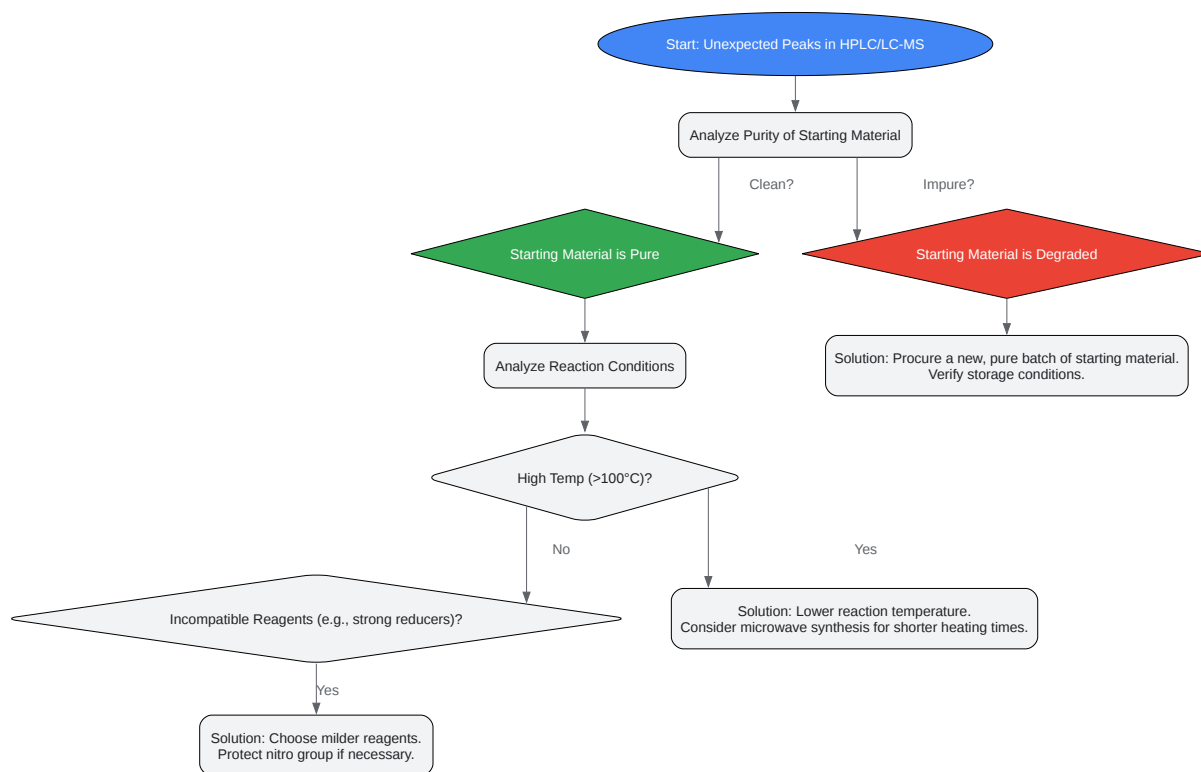 Start: Unexpected Peaks in HPLC/LC-MS
Analyze Purity of Starting Material
Clean?
Impure?
Starting Material is Pure
Starting Material is Degraded
Analyze Reaction Conditions
Solution: Procure a new, pure batch of starting material.
Verify storage conditions.
High Temp (>100°C)?
No
Yes
Incompatible Reagents (e.g., strong reducers)?
Solution: Lower reaction temperature.
Consider microwave synthesis for shorter heating times.
Yes
Solution: Choose milder reagents.
Protect nitro group if necessary.